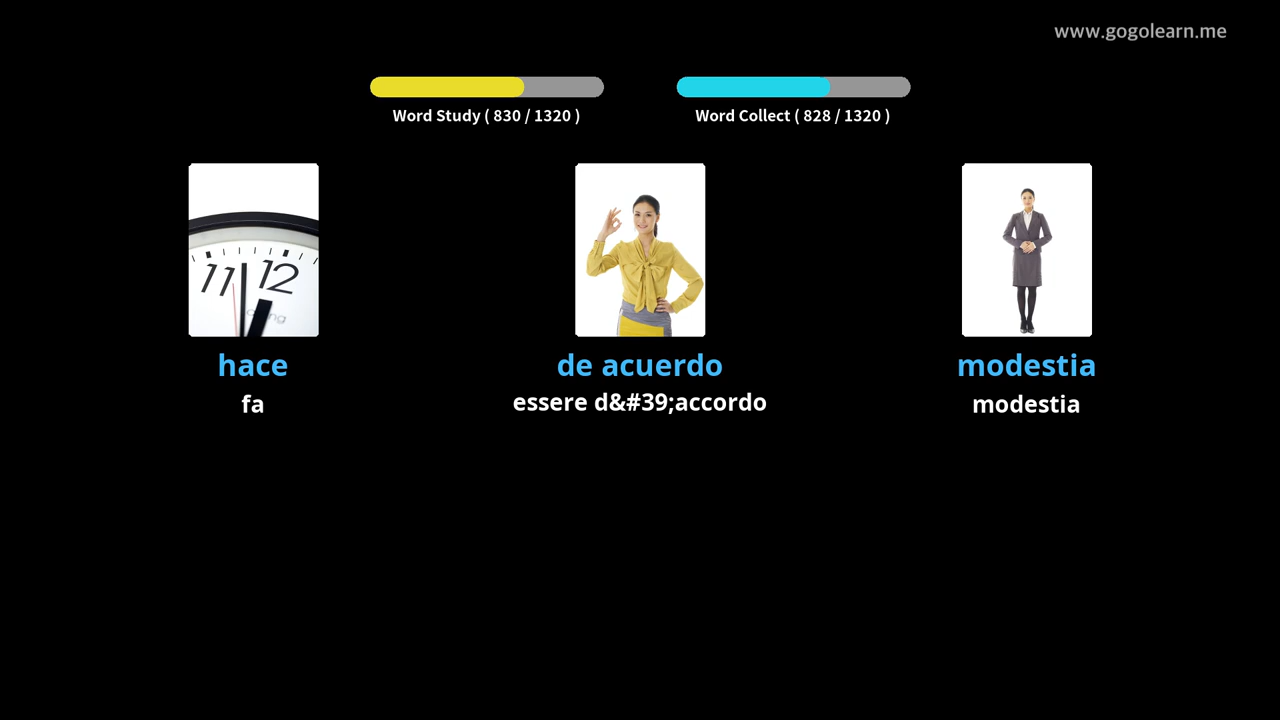 www.gogolearn.me
Word Study ( 830 / 1320 )
Word Collect ( 828 / 1320 )
11 12
hace
de acuerdo
modestia
fa
essere d&#39;accordo
modestia